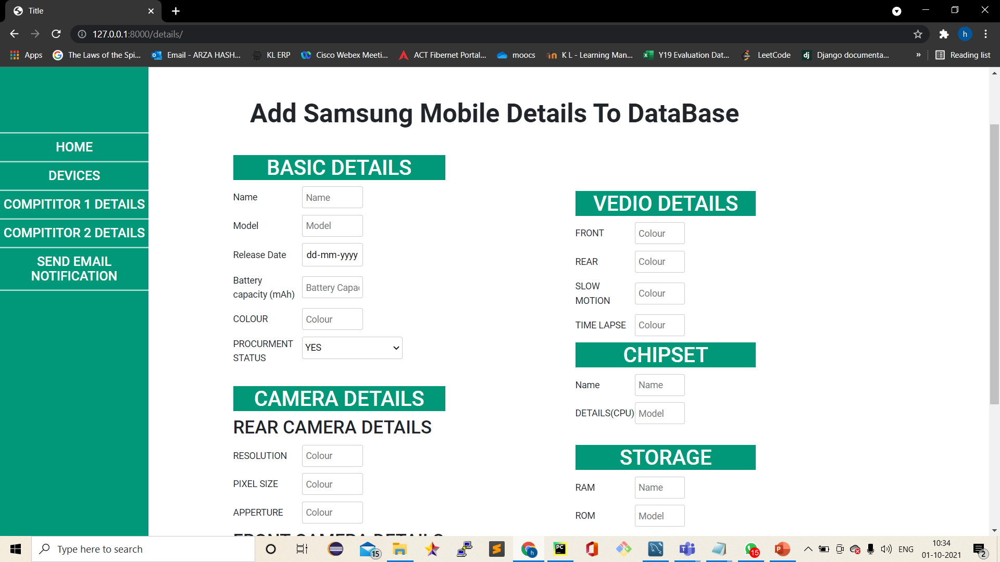 Title
127.0.0.1:8000/details/
Apps
The Laws of the Spi...
Email - ARZA HASH...
KL ERP
Cisco Webex Meeti...
ACT Fibernet Portal...
moocs
K L - Learning Man...
Y19 Evaluation Dat...
LeetCode
dj
Django documenta...
»
Reading list
h
HOME
DEVICES
COMPITITOR 1 DETAILS
COMPITITOR 2 DETAILS
SEND EMAIL
NOTIFICATION
Add Samsung Mobile Details To DataBase
BASIC DETAILS
Name
Name
Model
Model
Release Date
dd-mm-yyyy
Battery
capacity (mAh)
Battery Capa
COLOUR
Colour
PROCURMENT
STATUS
YES
CAMERA DETAILS
REAR CAMERA DETAILS
RESOLUTION
Colour
PIXEL SIZE
Colour
APPERTURE
Colour
FRONT CAMERA DETAILS
VEDIO DETAILS
FRONT
Colour
REAR
Colour
SLOW
MOTION
Colour
TIME LAPSE
Colour
CHIPSET
Name
Name
DETAILS(CPU)
Model
STORAGE
RAM
Name
ROM
Model
Type here to search
15
h
PC
15
ENG
10:34
01-10-2021
2